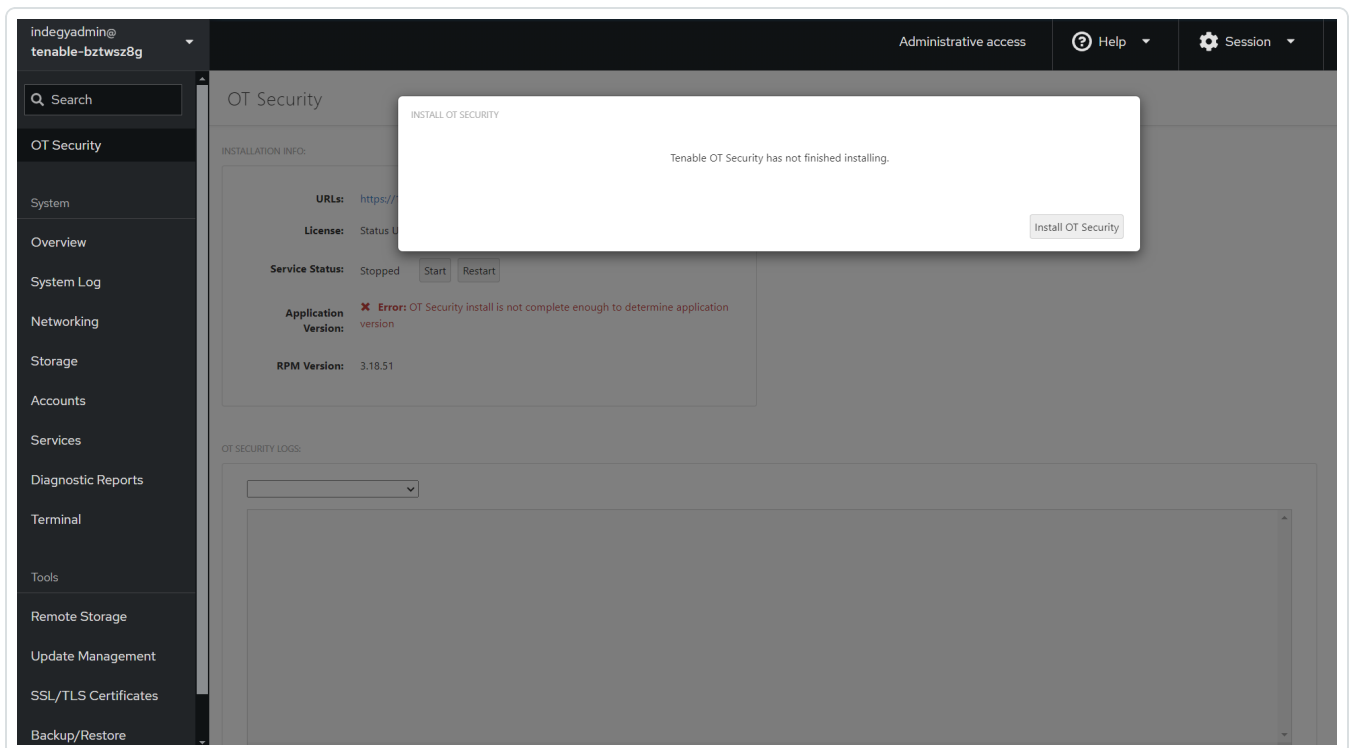 indegyadmin@
tenable-bztwsz8g
Administrative access
Help
Session
Search
OT Security
System
Overview
System Log
Networking
Storage
Accounts
Services
Diagnostic Reports
Terminal
Tools
Remote Storage
Update Management
SSL/TLS Certificates
Backup/Restore
OT Security
INSTALL OT SECURITY
Tenable OT Security has not finished installing.
Install OT Security
INSTALLATION INFO:
URLs: https://
License: Status U
Service Status: Stopped Start Restart
Application Version: Error: OT Security install is not complete enough to determine application
version
RPM Version: 3.18.51
OT SECURITY LOGS: